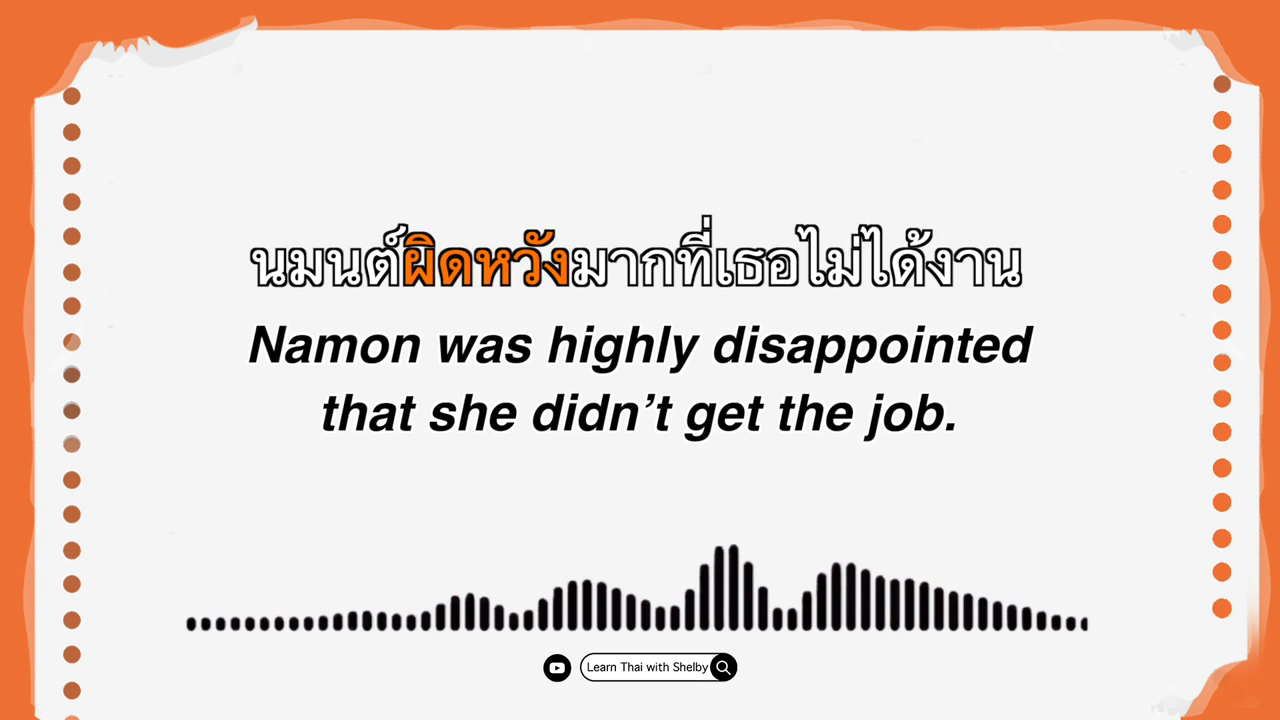 นมนต์ผิดหวังมากที่เธอไม่ได้งาน
Namon was highly disappointed
that she didn't get the job.
Learn Thai with Shelby